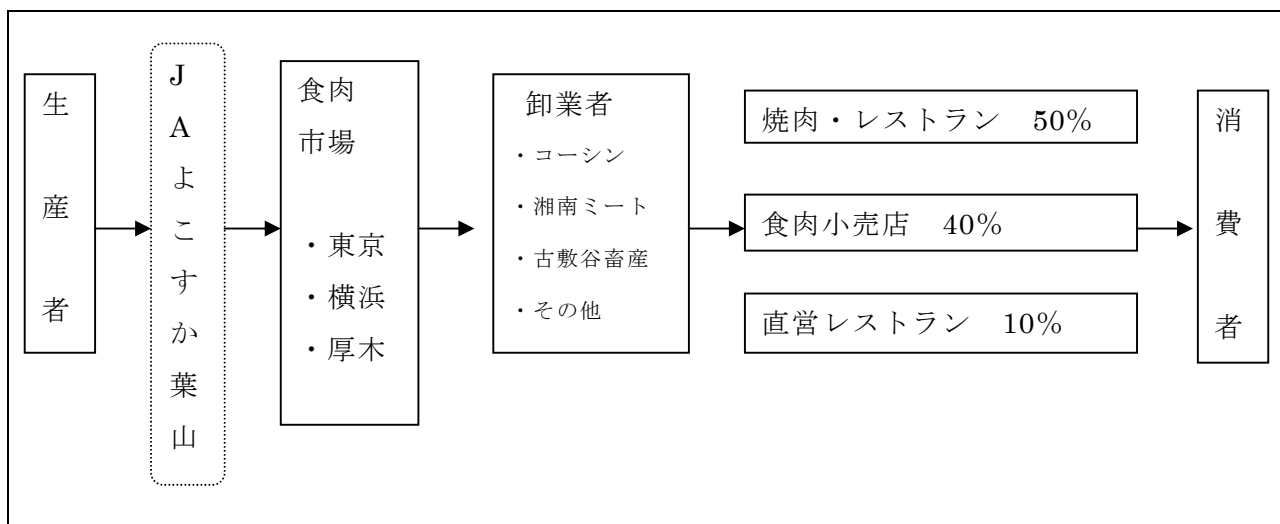 生産者
JAよこすか葉山
食肉
市場
・東京
・横浜
・厚木
卸業者
・コーシン
・湘南ミート
・古敷谷畜産
・その他
焼肉・レストラン 50%
食肉小売店 40%
直営レストラン 10%
消費者